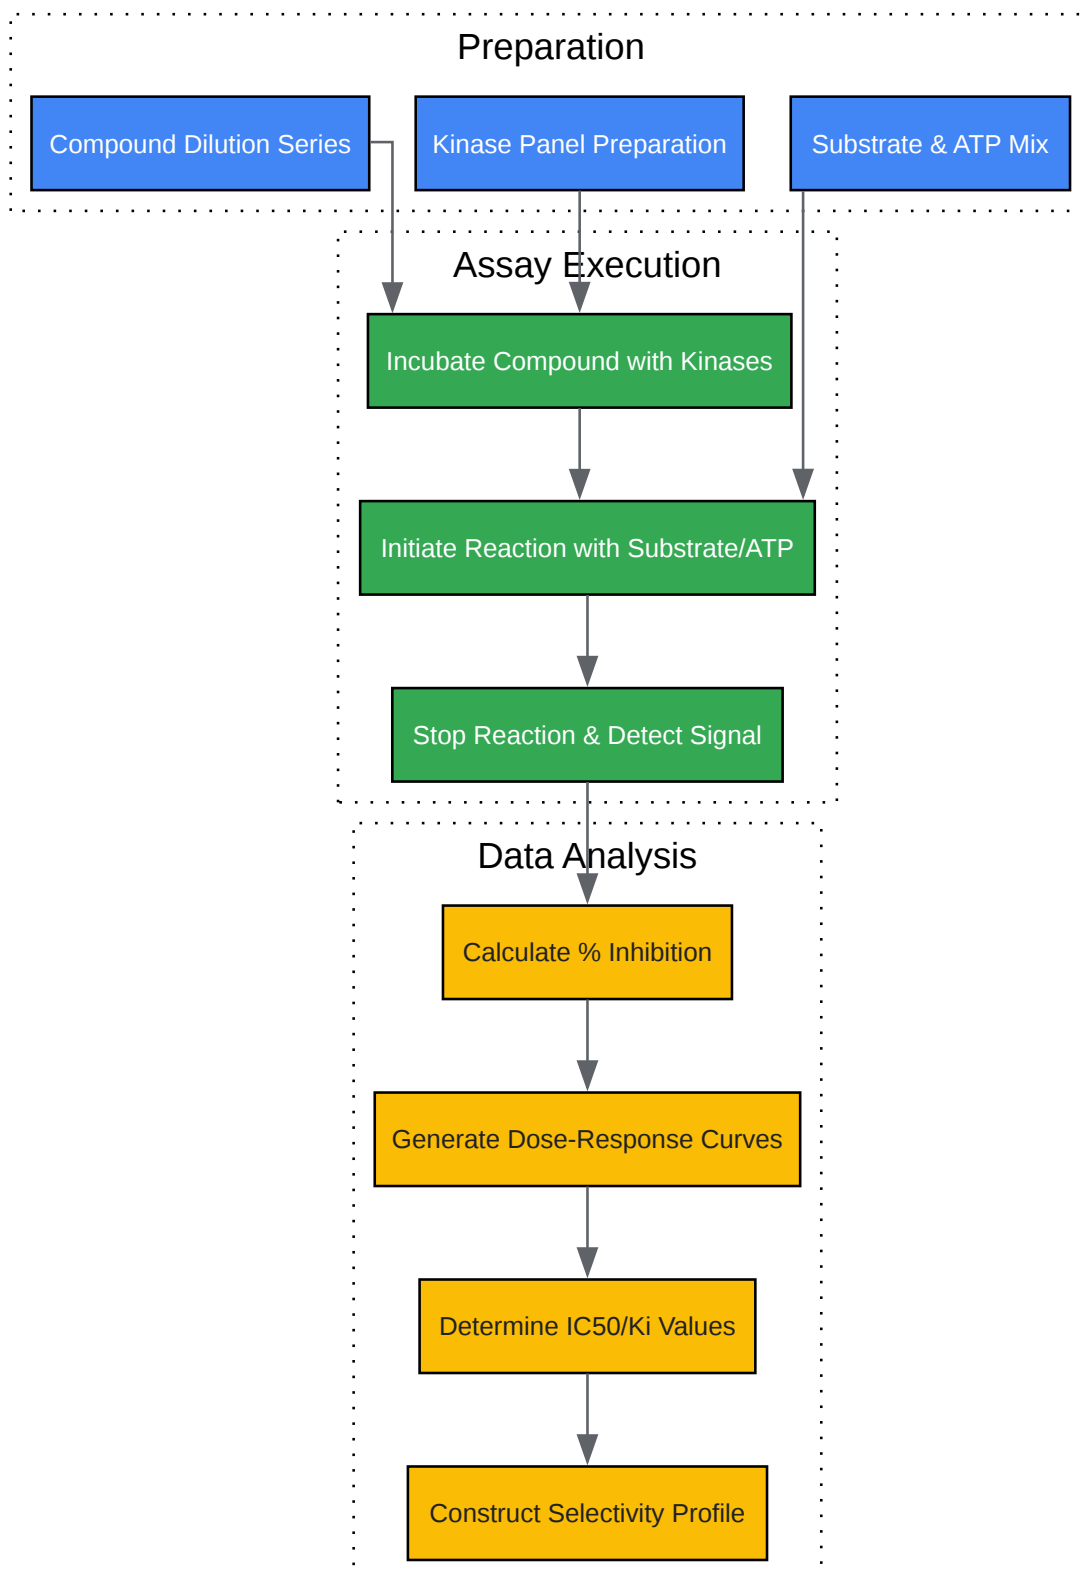 Preparation
Compound Dilution Series
Kinase Panel Preparation
Substrate & ATP Mix
Assay Execution
Incubate Compound with Kinases
Initiate Reaction with Substrate/ATP
Stop Reaction & Detect Signal
Data Analysis
Calculate % Inhibition
Generate Dose-Response Curves
Determine IC50/Ki Values
Construct Selectivity Profile